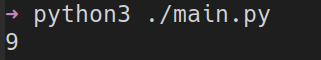 → python3 ./main.py
9